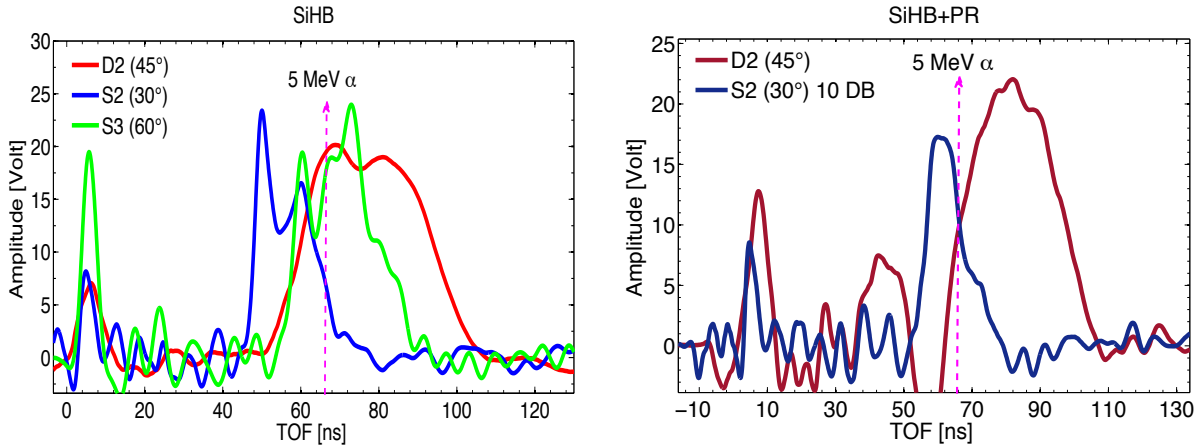 SiHB
30
25
20
15
10
5
0
Amplitude [Volt]
D2 (45°)
S2 (30°)
S3 (60°)
5 MeV α
0 20 40 60 80 100 120
TOF [ns]
SiHB+PR
25
20
15
10
5
0
Amplitude [Volt]
D2 (45°)
S2 (30°) 10 DB
5 MeV α
−10 10 30 50 70 90 110 130
TOF [ns]